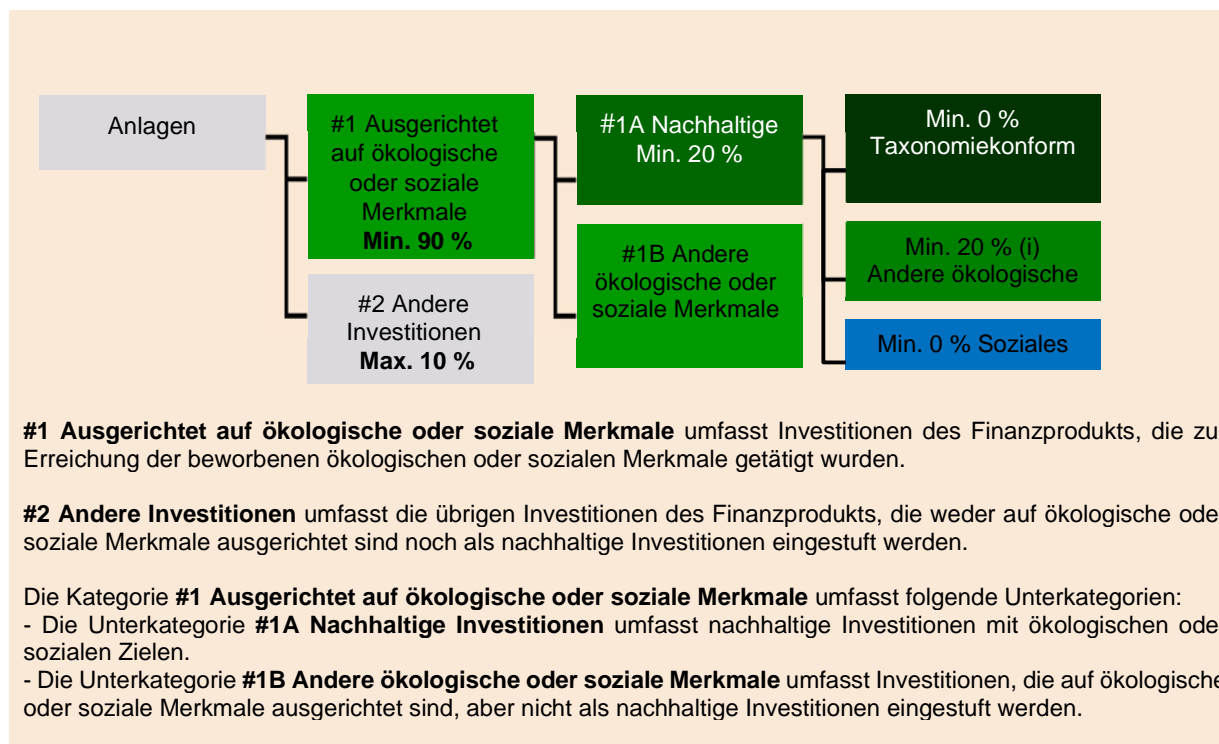 Anlagen
#1 Ausgerichtet
auf ökologische
oder soziale
Merkmale
Min. 90 %
#2 Andere
Investitionen
Max. 10 %
#1A Nachhaltige
Min. 20 %
#1B Andere
ökologische oder
soziale Merkmale
Min. 0 %
Taxonomiekonform
Min. 20 % (i)
Andere ökologische
Min. 0 % Soziales
#1 Ausgerichtet auf ökologische oder soziale Merkmale umfasst Investitionen des Finanzprodukts, die zu
Erreichung der beworbenen ökologischen oder sozialen Merkmale getätigt wurden.
#2 Andere Investitionen umfasst die übrigen Investitionen des Finanzprodukts, die weder auf ökologische ode
soziale Merkmale ausgerichtet sind noch als nachhaltige Investitionen eingestuft werden.
Die Kategorie #1 Ausgerichtet auf ökologische oder soziale Merkmale umfasst folgende Unterkategorien:
- Die Unterkategorie #1A Nachhaltige Investitionen umfasst nachhaltige Investitionen mit ökologischen ode
sozialen Zielen.
- Die Unterkategorie #1B Andere ökologische oder soziale Merkmale umfasst Investitionen, die auf ökologische
oder soziale Merkmale ausgerichtet sind, aber nicht als nachhaltige Investitionen eingestuft werden.